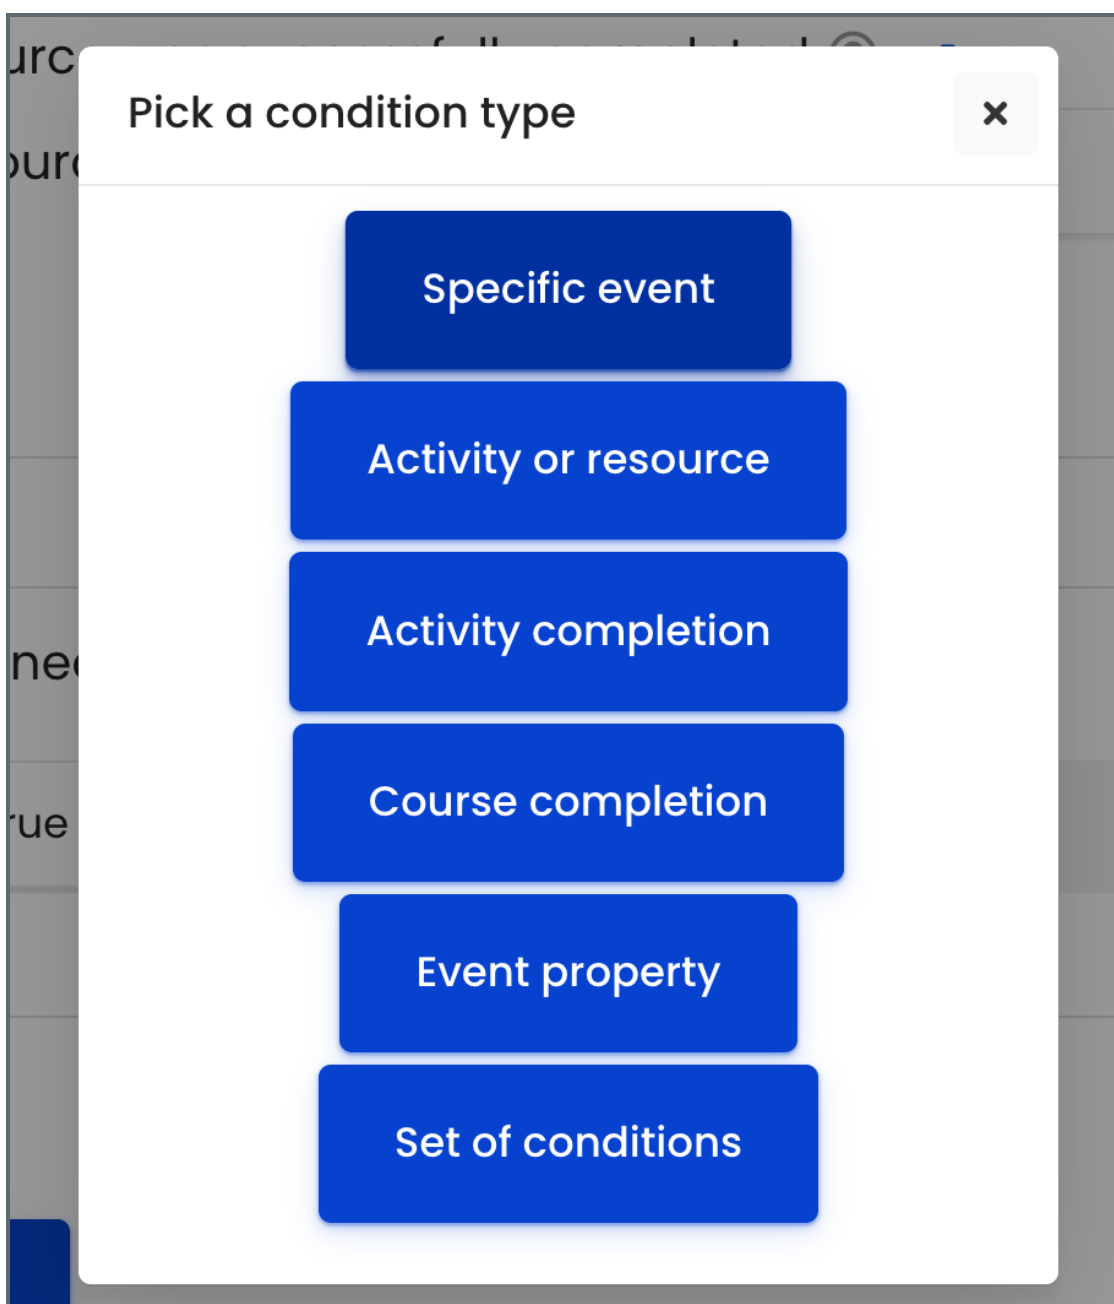 Pick a condition type
Specific event
Activity or resource
Activity completion
Course completion
Event property
Set of conditions